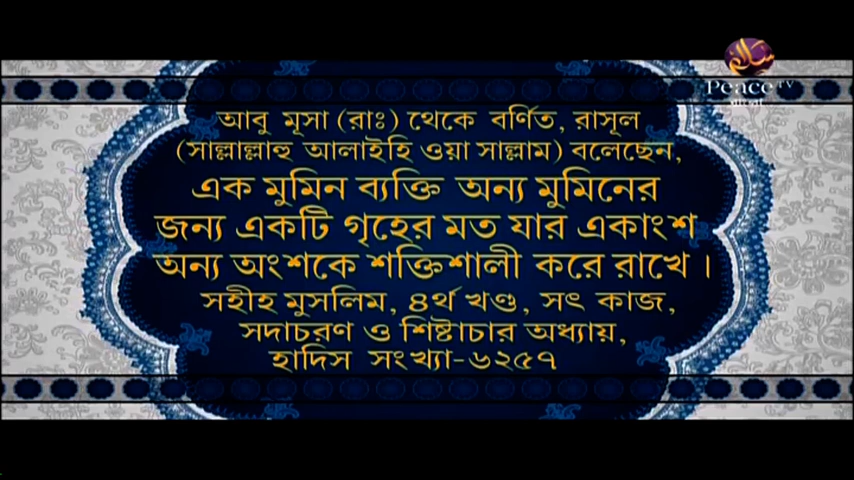 سلام
Peace TV
বাংলা
আবু মূসা (রাঃ) থেকে বর্ণিত, রাসূল
(সাল্লাল্লাহু আলাইহি ওয়া সাল্লাম) বলেছেন,
এক মুমিন ব্যক্তি অন্য মুমিনের
জন্য একটি গৃহের মত যার একাংশ
অন্য অংশকে শক্তিশালী করে রাখে ।
সহীহ মুসলিম, ৪র্থ খণ্ড, সৎ কাজ,
সদাচরণ ও শিষ্টাচার অধ্যায়,
হাদিস সংখ্যা-৬২৫৭